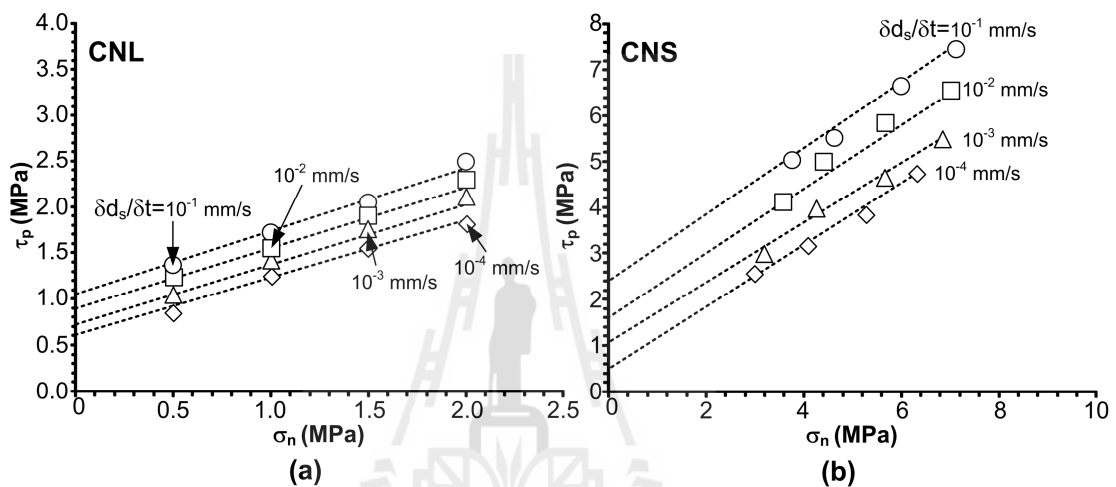 CNL
δdₛ/δt=10⁻¹ mm/s
10⁻² mm/s
10⁻³ mm/s
10⁻⁴ mm/s
4.0
3.5
3.0
2.5
2.0
1.5
1.0
0.5
0.0
τₚ (MPa)
0 0.5 1.0 1.5 2.0 2.5
σₙ (MPa)
(a)
CNS
δdₛ/δt=10⁻¹ mm/s
10⁻² mm/s
10⁻³ mm/s
10⁻⁴ mm/s
8
7
6
5
4
3
2
1
0
τₚ (MPa)
0 2 4 6 8 10
σₙ (MPa)
(b)